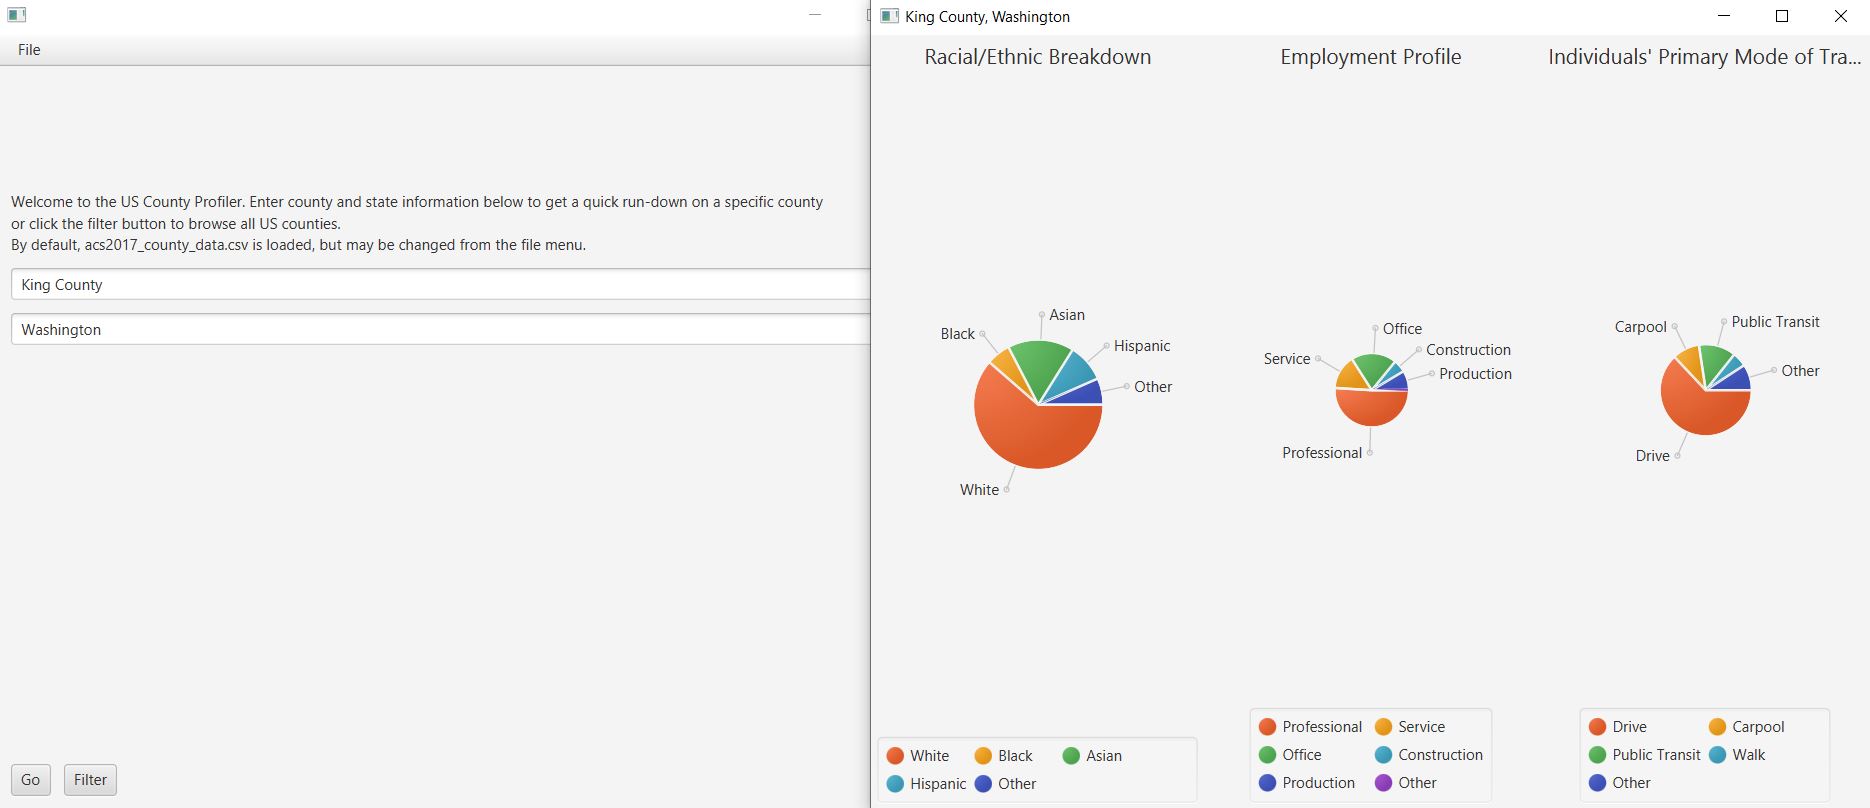 File
Welcome to the US County Profiler. Enter county and state information below to get a quick run-down on a specific county
or click the filter button to browse all US counties.
By default, acs2017_county_data.csv is loaded, but may be changed from the file menu.
King County
Washington
Go Filter
King County, Washington
Racial/Ethnic Breakdown
Asian
Black
Hispanic
Other
White
White Black Asian
Hispanic Other
Employment Profile
Office
Construction
Service
Production
Professional
Professional Service
Office Construction
Production Other
Individuals' Primary Mode of Tra...
Public Transit
Carpool
Other
Drive
Drive Carpool
Public Transit Walk
Other